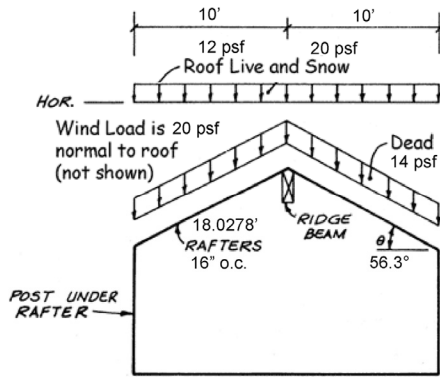 10' 10'
12 psf 20 psf
Roof Live and Snow
HOR.
Wind Load is 20 psf
normal to roof
(not shown)
Dead
14 psf
18.0278'
RAFTERS
16" o.c.
RIDGE
BEAM
θ
56.3°
POST UNDER
RAFTER